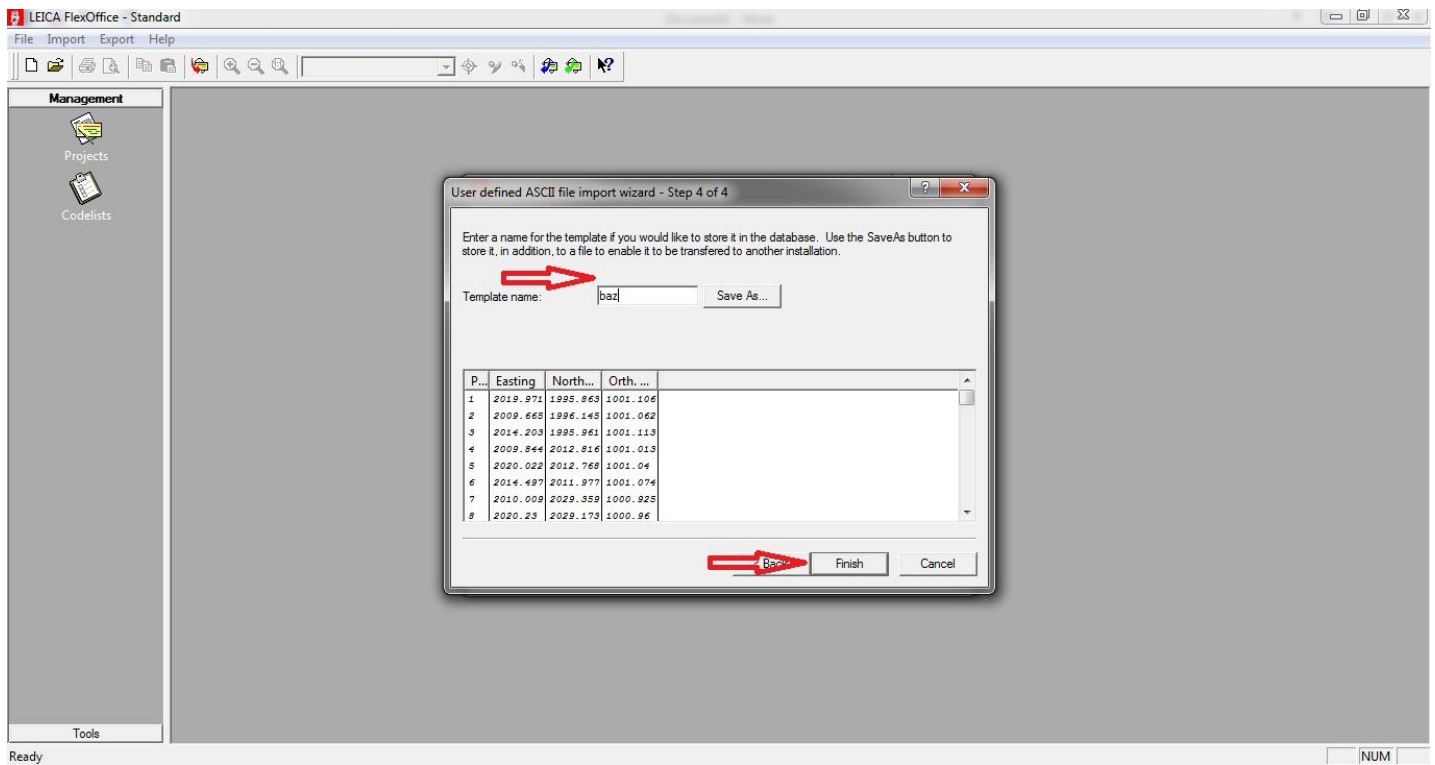 LEICA FlexOffice - Standard
File Import Export Help
Management
Projects
Codelists
Tools
Ready
NUM
User defined ASCII file import wizard - Step 4 of 4
Enter a name for the template if you would like to store it in the database. Use the SaveAs button to
store it, in addition, to a file to enable it to be transfered to another installation.
Template name: baz Save As...
P... Easting North... Orth. ...
1 2019.971 1995.863 1001.106
2 2009.665 1996.145 1001.062
3 2014.203 1995.961 1001.113
4 2009.844 2012.816 1001.013
5 2020.022 2012.768 1001.04
6 2014.497 2011.977 1001.074
7 2010.009 2029.359 1000.925
8 2020.23 2029.173 1000.96
Finish Cancel